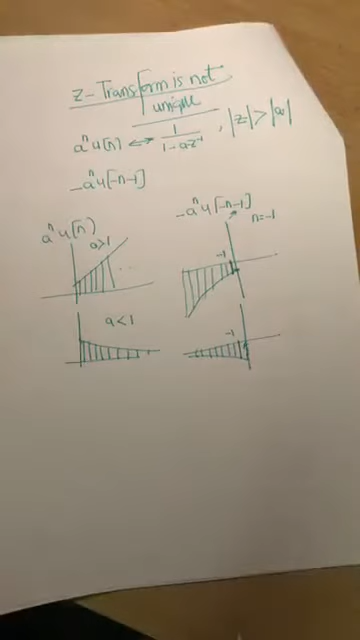 z-Transform is not
unique
aⁿu[n] ↔ 1/(1-az⁻¹), |z|>|a|
-aⁿu[-n-1]
aⁿu[n]
-aⁿu[-n-1]
n=-1
a>1
...
-1
a<1
-1